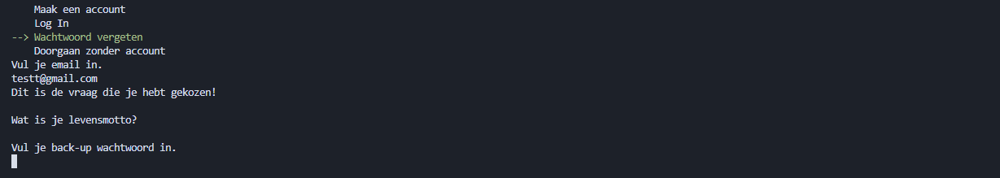 Maak een account
Log In
--> Wachtwoord vergeten
Doorgaan zonder account
Vul je email in.
testt@gmail.com
Dit is de vraag die je hebt gekozen!
Wat is je levensmotto?
Vul je back-up wachtwoord in.